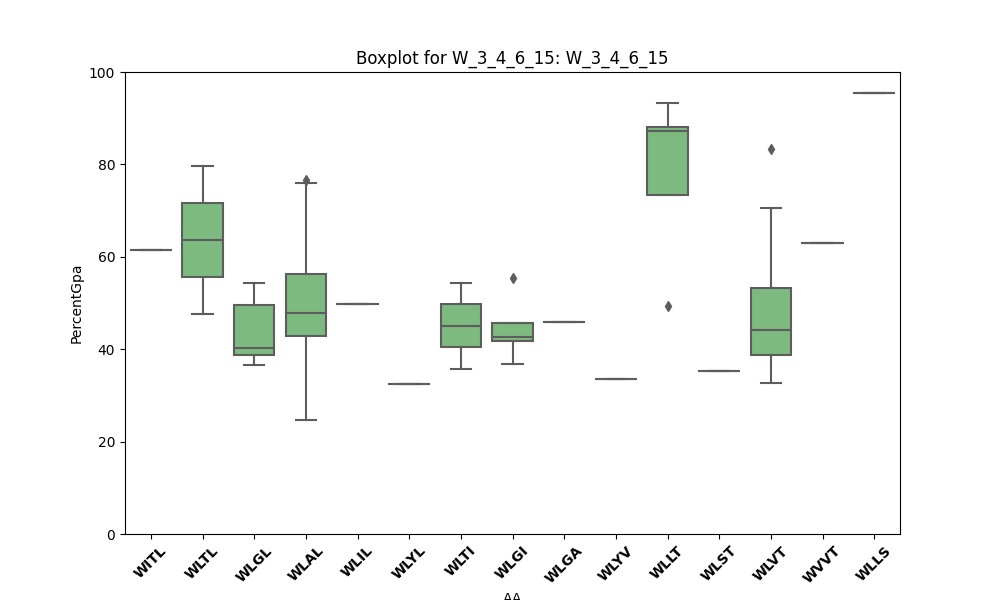 Boxplot for W_3_4_6_15: W_3_4_6_15
PercentGpa
100
80
60
40
20
0
WITL WLTL WLGL WLAL WLIL WLYL WLTI WLGI WLGA WLYV WLLT WLST WLVT WVVT WLLS
AA